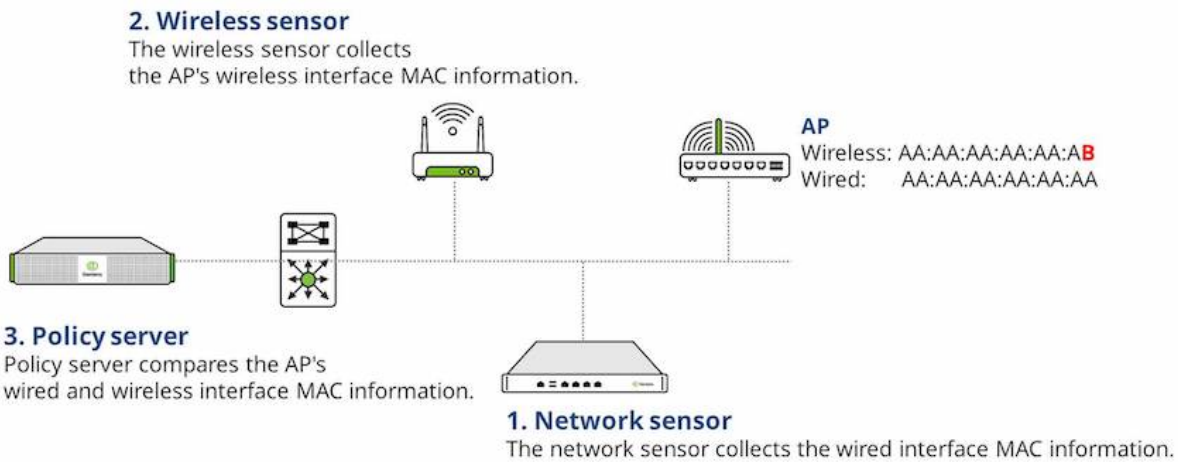 2. Wireless sensor
The wireless sensor collects
the AP's wireless interface MAC information.
AP
Wireless: AA:AA:AA:AA:AA:AB
Wired: AA:AA:AA:AA:AA:AA
3. Policy server
Policy server compares the AP's
wired and wireless interface MAC information.
1. Network sensor
The network sensor collects the wired interface MAC information.